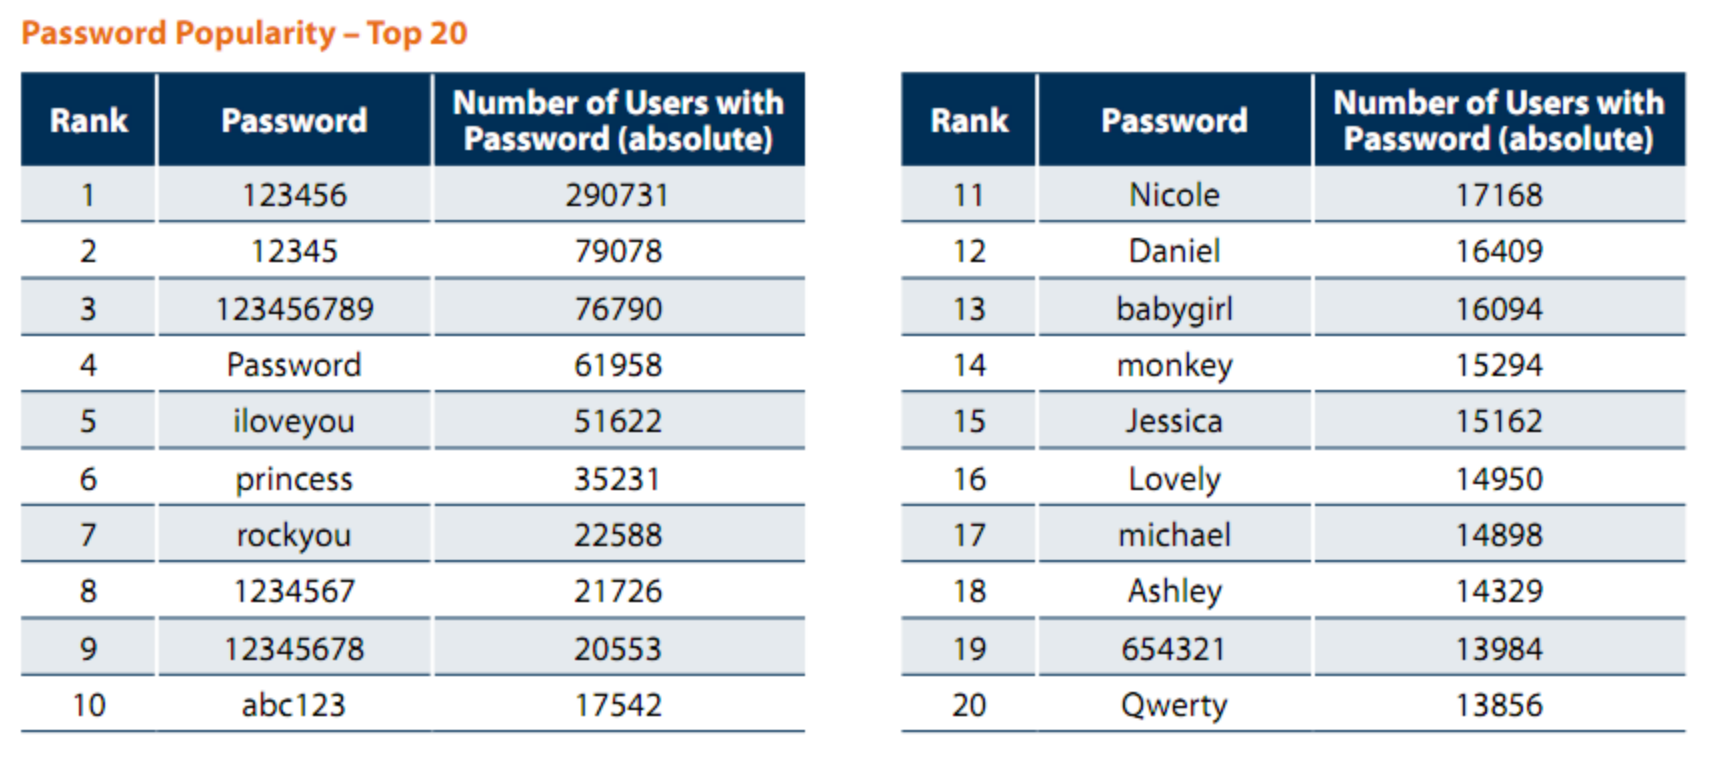 Password Popularity – Top 20
Rank Password Number of Users with Password (absolute)
1 123456 290731
2 12345 79078
3 123456789 76790
4 Password 61958
5 iloveyou 51622
6 princess 35231
7 rockyou 22588
8 1234567 21726
9 12345678 20553
10 abc123 17542
Rank Password Number of Users with Password (absolute)
11 Nicole 17168
12 Daniel 16409
13 babygirl 16094
14 monkey 15294
15 Jessica 15162
16 Lovely 14950
17 michael 14898
18 Ashley 14329
19 654321 13984
20 Qwerty 13856